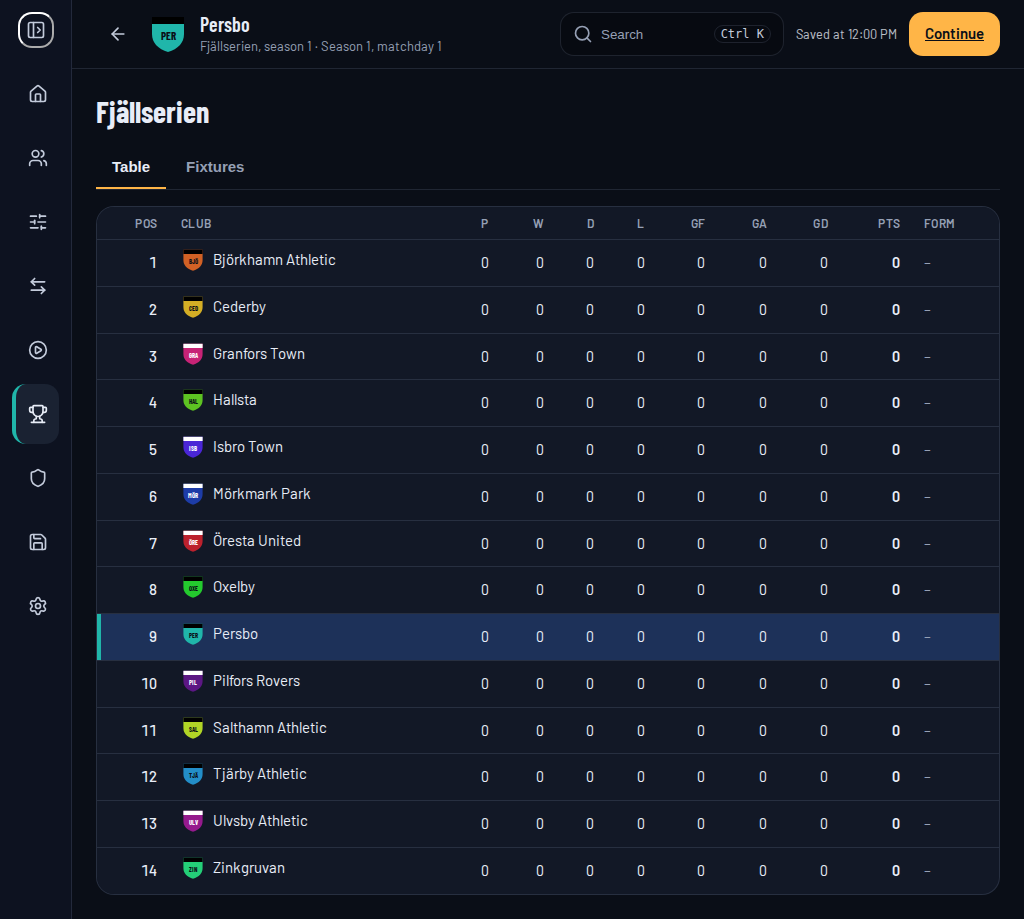 PER
Persbo
Fjällserien, season 1 · Season 1, matchday 1
Search
Ctrl K
Saved at 12:00 PM
Continue
Fjällserien
Table Fixtures
POS CLUB P W D L GF GA GD PTS FORM
1 BJÖ Björkhamn Athletic 0 0 0 0 0 0 0 0 –
2 CED Cederby 0 0 0 0 0 0 0 0 –
3 GRA Granfors Town 0 0 0 0 0 0 0 0 –
4 HAL Hallsta 0 0 0 0 0 0 0 0 –
5 ISB Isbro Town 0 0 0 0 0 0 0 0 –
6 MÖR Mörkmark Park 0 0 0 0 0 0 0 0 –
7 ÖRE Öresta United 0 0 0 0 0 0 0 0 –
8 OXE Oxelby 0 0 0 0 0 0 0 0 –
9 PER Persbo 0 0 0 0 0 0 0 0 –
10 PIL Pilfors Rovers 0 0 0 0 0 0 0 0 –
11 SAL Salthamn Athletic 0 0 0 0 0 0 0 0 –
12 TJÄ Tjärby Athletic 0 0 0 0 0 0 0 0 –
13 ULV Ulvsby Athletic 0 0 0 0 0 0 0 0 –
14 ZIN Zinkgruvan 0 0 0 0 0 0 0 0 –